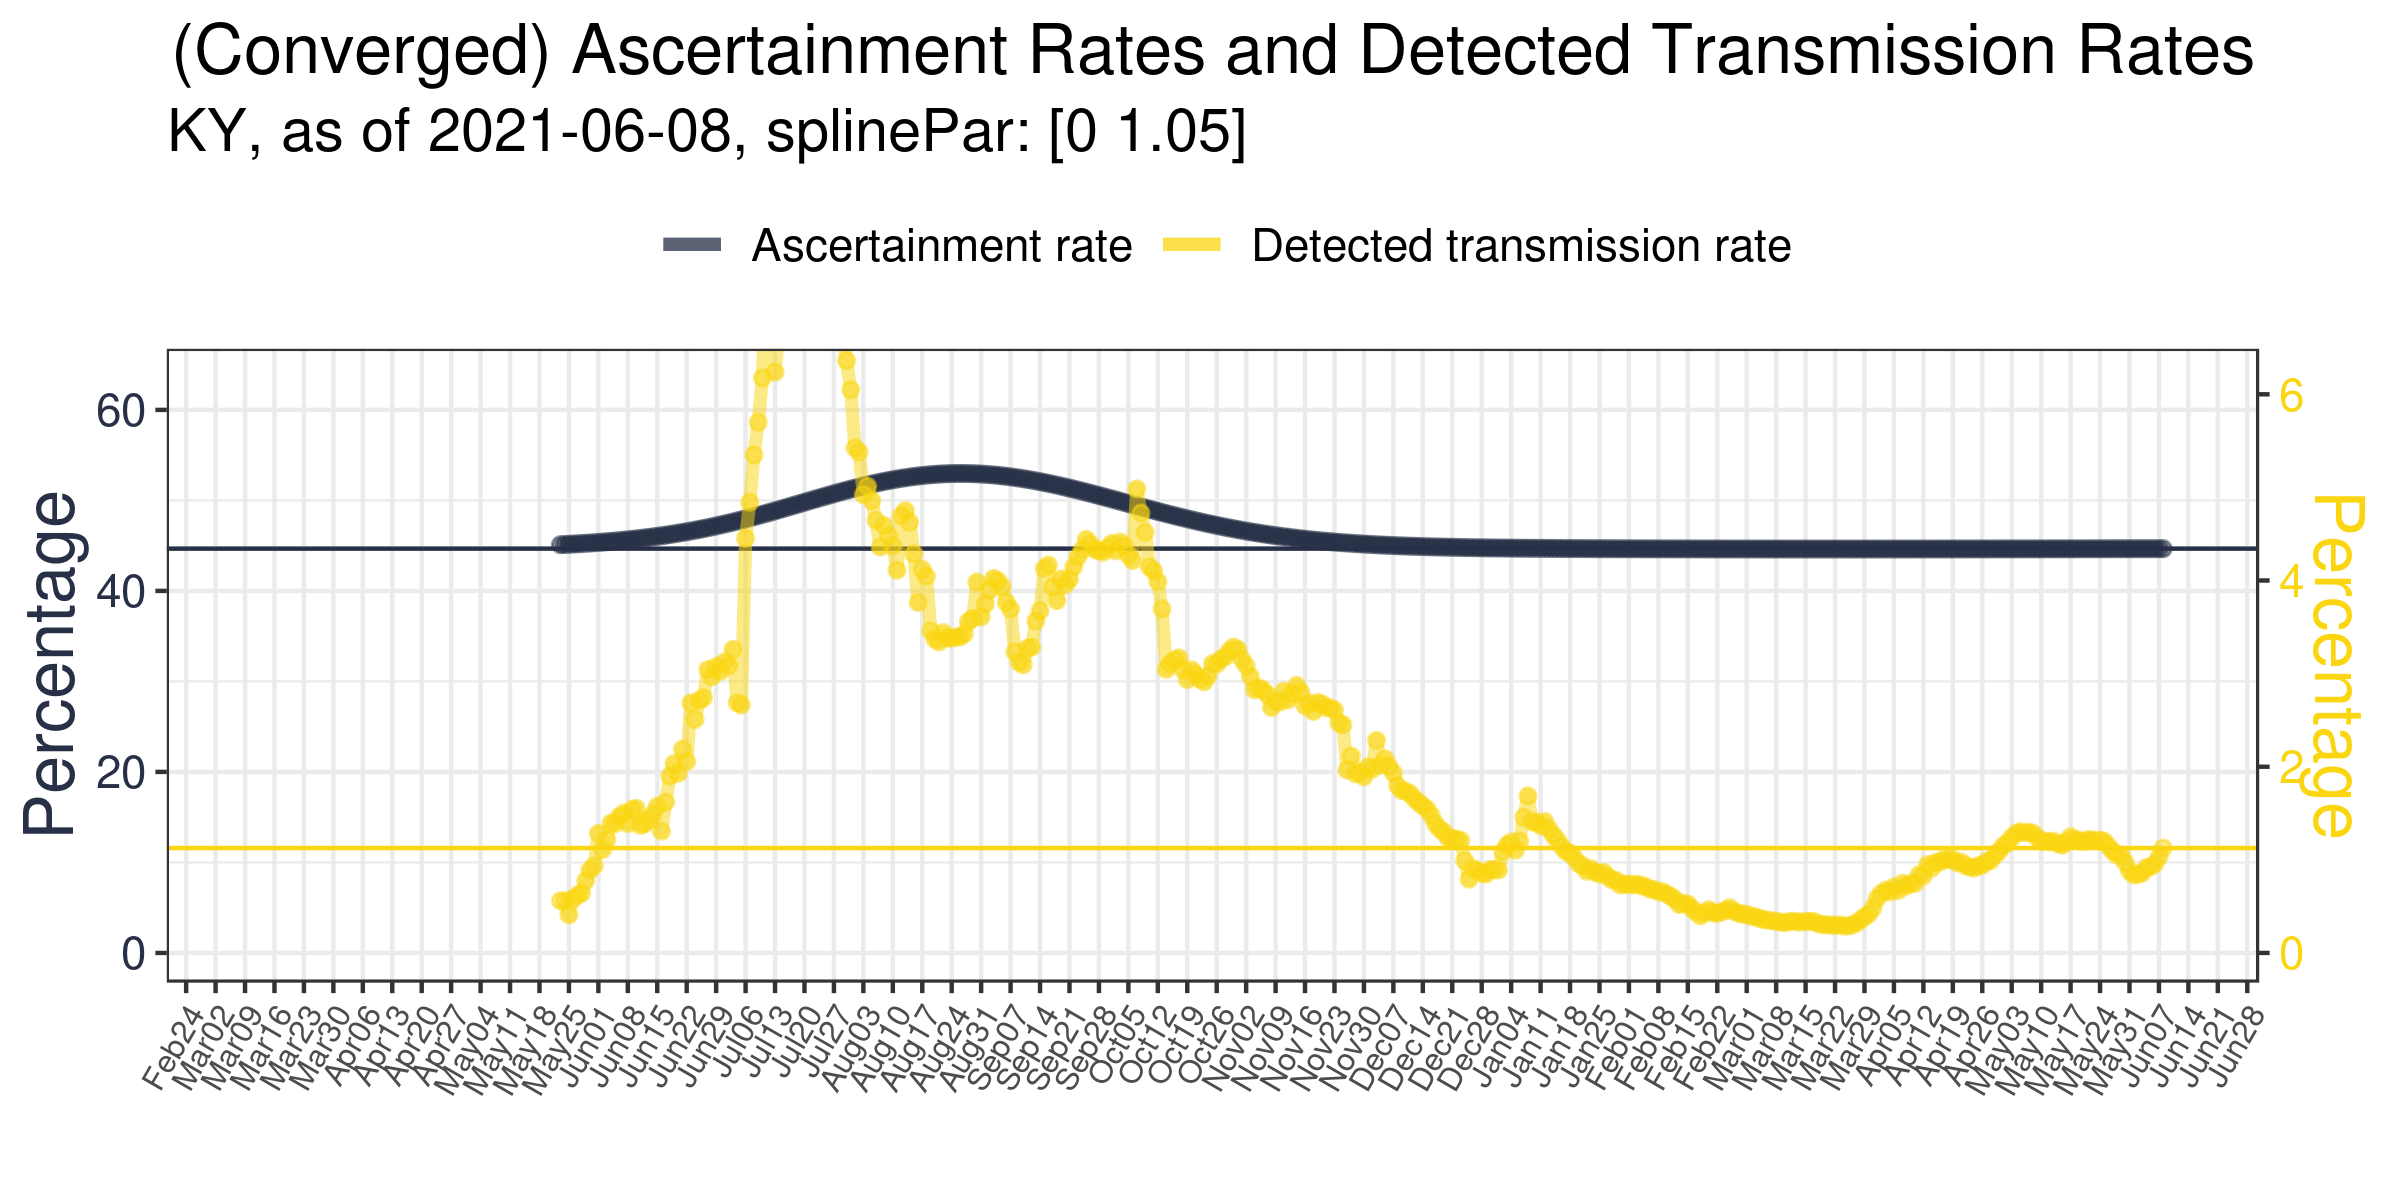 (Converged) Ascertainment Rates and Detected Transmission Rates
KY, as of 2021-06-08, splinePar: [0 1.05]
Ascertainment rate
Detected transmission rate
Percentage
60
40
20
0
6
4
2
0
Percentage
Feb24
Mar02
Mar09
Mar16
Mar23
Mar30
Apr06
Apr13
Apr20
Apr27
May04
May11
May18
May25
Jun01
Jun08
Jun15
Jun22
Jun29
Jul06
Jul13
Jul20
Jul27
Aug03
Aug10
Aug17
Aug24
Aug31
Sep07
Sep14
Sep21
Sep28
Oct05
Oct12
Oct19
Oct26
Nov02
Nov09
Nov16
Nov23
Nov30
Dec07
Dec14
Dec21
Dec28
Jan04
Jan11
Jan18
Jan25
Feb01
Feb08
Feb15
Feb22
Mar01
Mar08
Mar15
Mar22
Mar29
Apr05
Apr12
Apr19
Apr26
May03
May10
May17
May24
May31
Jun07
Jun14
Jun21
Jun28